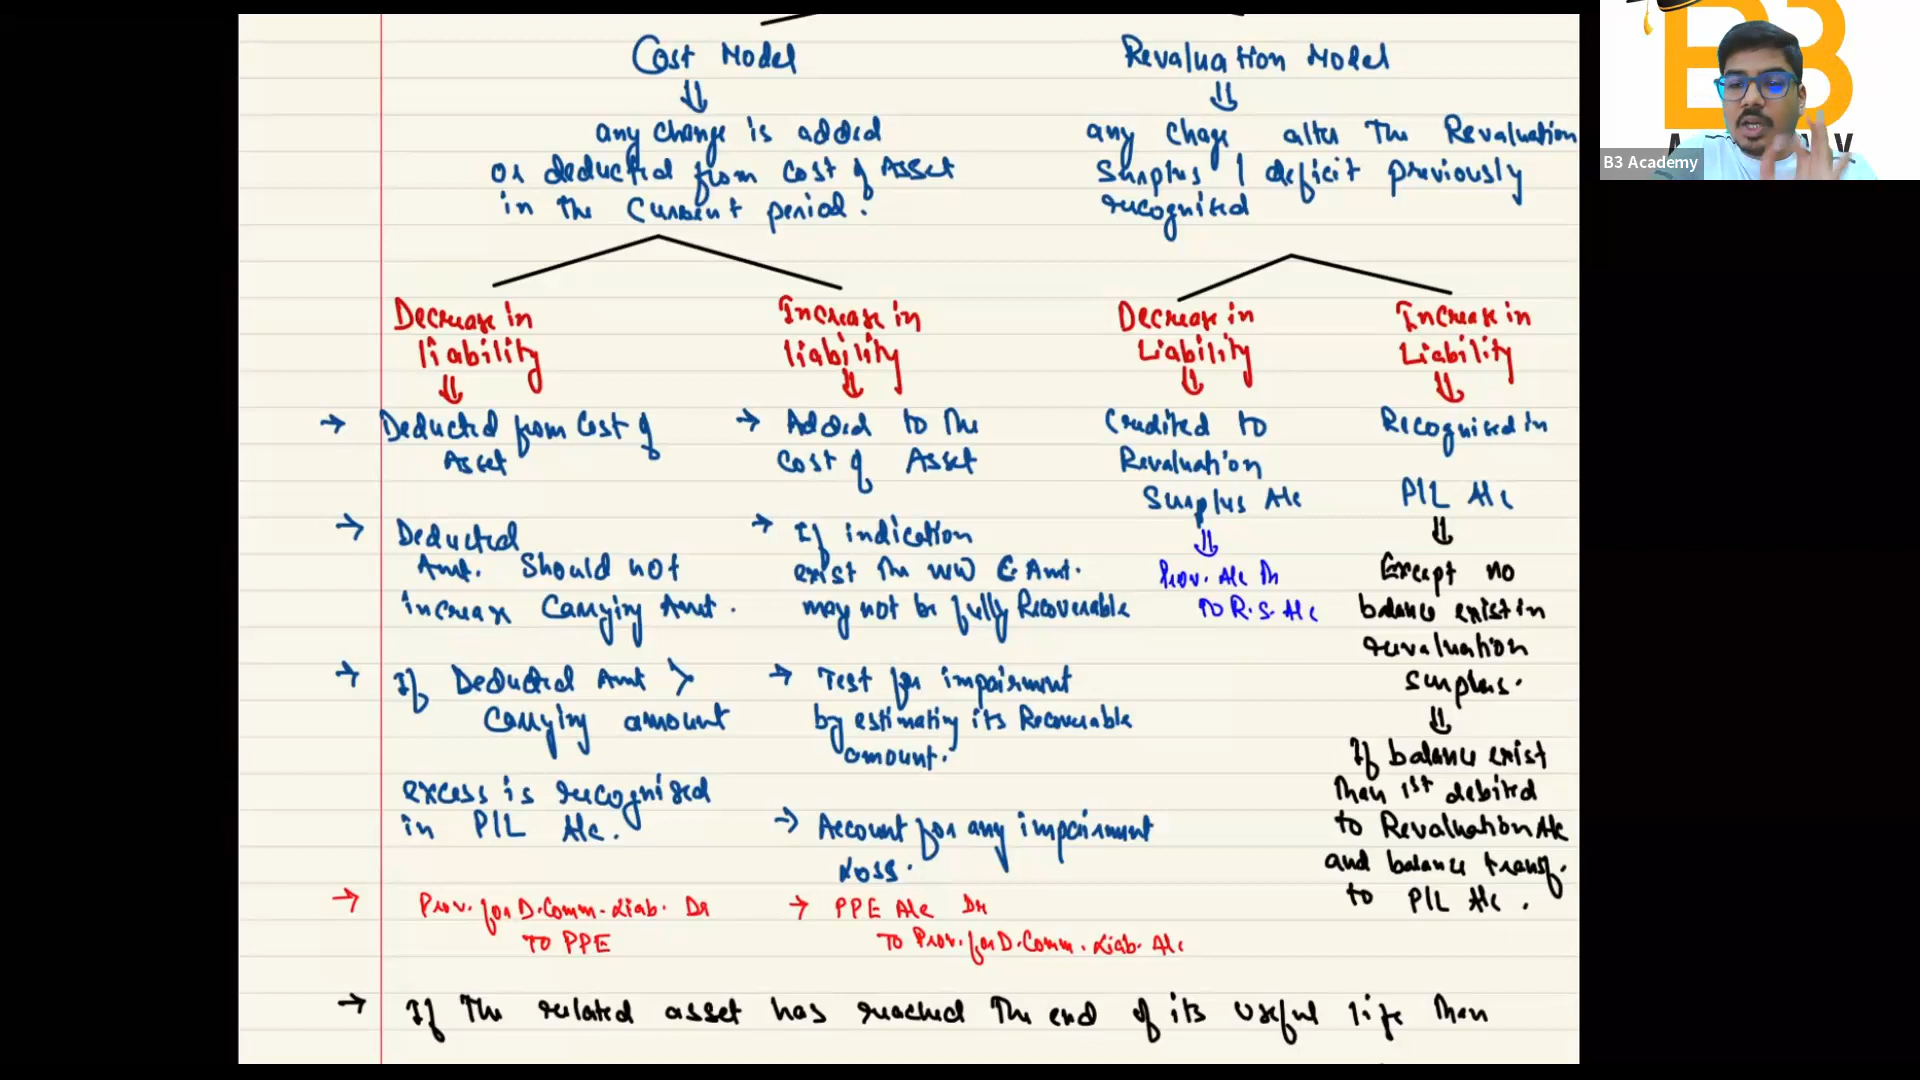 Cost Model
any change is added
or deducted from cost of Asset
in the current period.
Decrease in
liability
→ Deducted from Cost of
Asset
→ Deducted
Amt. Should not
increase Carrying Amt.
→ If Deducted Amt >
Carrying amount
excess is recognised
in P/L A/c.
→ Prov. for D.Comm. Liab. Dr
To PPE
Increase in
liability
→ Added to the
cost of Asset
→ If indication
exist the new C.Amt.
may not be fully Recoverable
→ Test for impairment
by estimating its Recoverable
amount.
→ Account for any impairment
Loss.
→ PPE A/c Dr
To Prov. for D.Comm. Liab. A/c
Revaluation Model
any chage alter the Revaluation
Surplus / deficit previously
recognised
Decrease in
Liability
Credited to
Revaluation
Surplus A/c
Prov. A/c Dr
To R.S. A/c
Increase in
Liability
Recognised in
P/L A/c
Except no
balance exist in
revaluation
surplus.
If balance exist
than 1st debited
to Revaluation A/c
and balance transf.
to P/L A/c.
→ If the related asset has reached the end of its useful life than
B3
B3 Academy